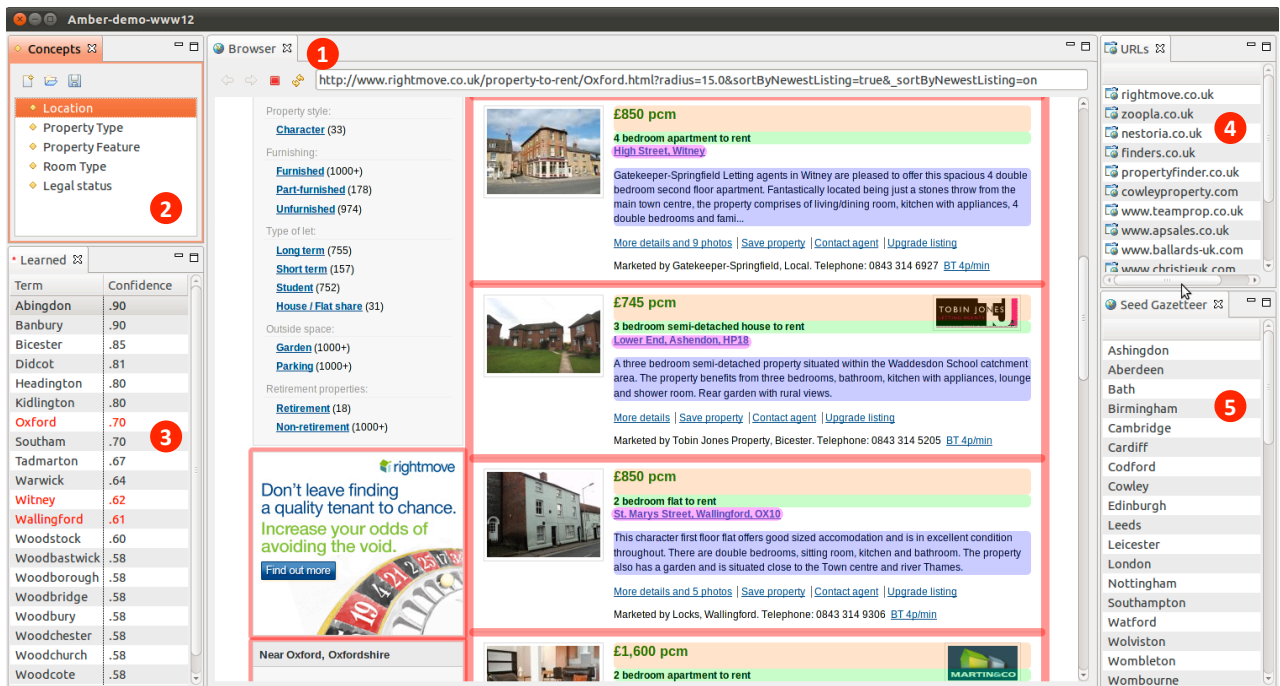 Amber-demo-www12
Concepts
Location
Property Type
Property Feature
Room Type
Legal status
2
Learned
Term Confidence
Abingdon .90
Banbury .90
Bicester .85
Didcot .81
Headington .80
Kidlington .80
Oxford .70
Southam .70
3
Tadmarton .67
Warwick .64
Witney .62
Wallingford .61
Woodstock .60
Woodbastwick .58
Woodborough .58
Woodbridge .58
Woodbury .58
Woodchester .58
Woodchurch .58
Woodcote .58
Browser
1
http://www.rightmove.co.uk/property-to-rent/Oxford.html?radius=15.0&sortByNewestListing=true&_sortByNewestListing=on
Property style:
Character (33)
Furnishing:
Furnished (1000+)
Part-furnished (178)
Unfurnished (974)
Type of let:
Long term (755)
Short term (157)
Student (752)
House / Flat share (31)
Outside space:
Garden (1000+)
Parking (1000+)
Retirement properties:
Retirement (18)
Non-retirement (1000+)
rightmove
Don't leave finding
a quality tenant to chance.
Increase your odds of
avoiding the void.
Find out more
19 4 21 2 25 17 34
Near Oxford, Oxfordshire
£850 pcm
4 bedroom apartment to rent
High Street, Witney
Gatekeeper-Springfield Letting agents in Witney are pleased to offer this spacious 4 double
bedroom second floor apartment. Fantastically located being just a stones throw from the
main town centre, the property comprises of living/dining room, kitchen with appliances, 4
double bedrooms and fami...
More details and 9 photos | Save property | Contact agent | Upgrade listing
Marketed by Gatekeeper-Springfield, Local. Telephone: 0843 314 6927 BT 4p/min
£745 pcm
TOBIN JONES
3 bedroom semi-detached house to rent
Lower End, Ashendon, HP18
A three bedroom semi-detached property situated within the Waddesdon School catchment
area. The property benefits from three bedrooms, bathroom, kitchen with appliances, lounge
and shower room. Rear garden with rural views.
More details | Save property | Contact agent | Upgrade listing
Marketed by Tobin Jones Property, Bicester. Telephone: 0843 314 5205 BT 4p/min
£850 pcm
2 bedroom flat to rent
St. Marys Street, Wallingford, OX10
This character first floor flat offers good sized accomodation and is in excellent condition
throughout. There are double bedrooms, sitting room, kitchen and bathroom. The property
also has a garden and is situated close to the Town centre and river Thames.
More details and 5 photos | Save property | Contact agent | Upgrade listing
Marketed by Locks, Wallingford. Telephone: 0843 314 9306 BT 4p/min
£1,600 pcm
2 bedroom apartment to rent
MARTIN&CO
URLs
rightmove.co.uk
zoopla.co.uk
nestoria.co.uk
4
finders.co.uk
propertyfinder.co.uk
cowleyproperty.com
www.teamprop.co.uk
www.apsales.co.uk
www.ballards-uk.com
www.christieuk.com
Seed Gazetteer
Ashingdon
Aberdeen
Bath
Birmingham
5
Cambridge
Cardiff
Codford
Cowley
Edinburgh
Leeds
Leicester
London
Nottingham
Southampton
Watford
Wolviston
Wombleton
Wombourne